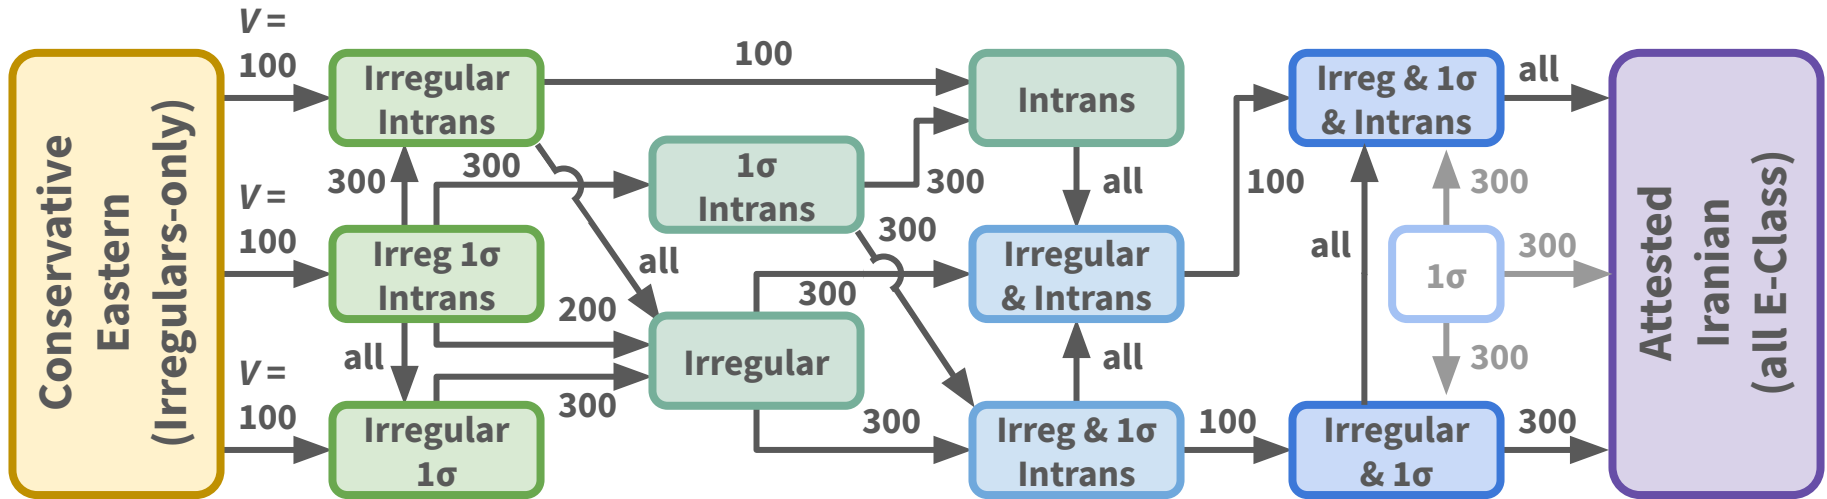 V =
100
V =
100
V =
100
Conservative
Eastern
(Irregulars-only)
Irregular
Intrans
300
Irreg 1σ
Intrans
all
Irregular
1σ
100
300
all
200
300
1σ
Intrans
Irregular
300
300
300
300
Intrans
all
Irregular
& Intrans
all
Irreg & 1σ
Intrans
100
100
Irreg & 1σ
& Intrans
all
300
1σ
300
Irregular
& 1σ
all
300
300
Attested
Iranian
(all E-Class)